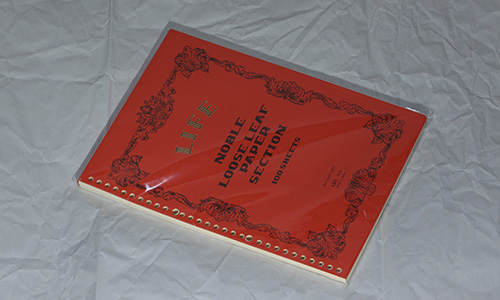 LIFE
NOBLE
LOOSE LEAF
PAPER
SECTION
100 SHEETS